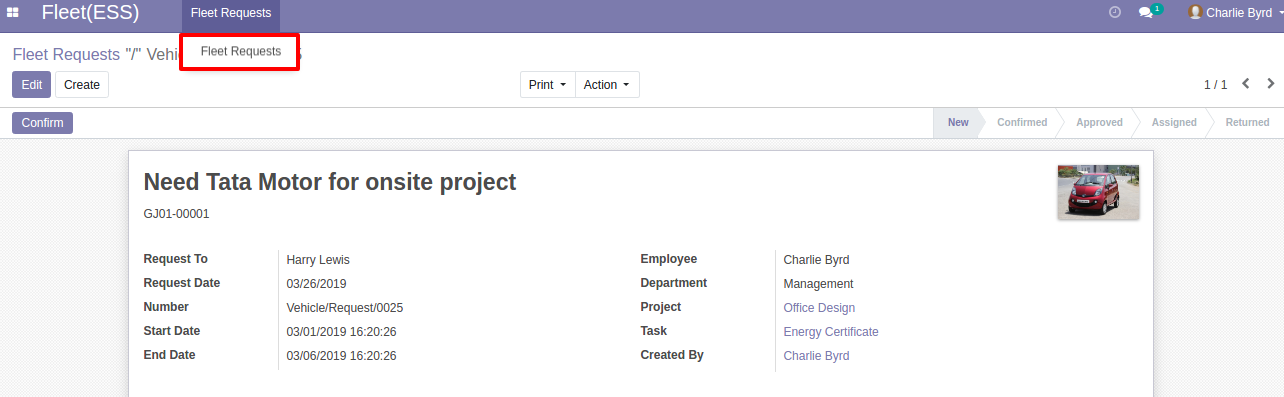 Fleet(ESS) Fleet Requests 1 Charlie Byrd
Fleet Requests "/"
Fleet Requests
Edit Create Print Action 1 / 1
Confirm New Confirmed Approved Assigned Returned
Need Tata Motor for onsite project
GJ01-00001
Request To Harry Lewis Employee Charlie Byrd
Request Date 03/26/2019 Department Management
Number Vehicle/Request/0025 Project Office Design
Start Date 03/01/2019 16:20:26 Task Energy Certificate
End Date 03/06/2019 16:20:26 Created By Charlie Byrd